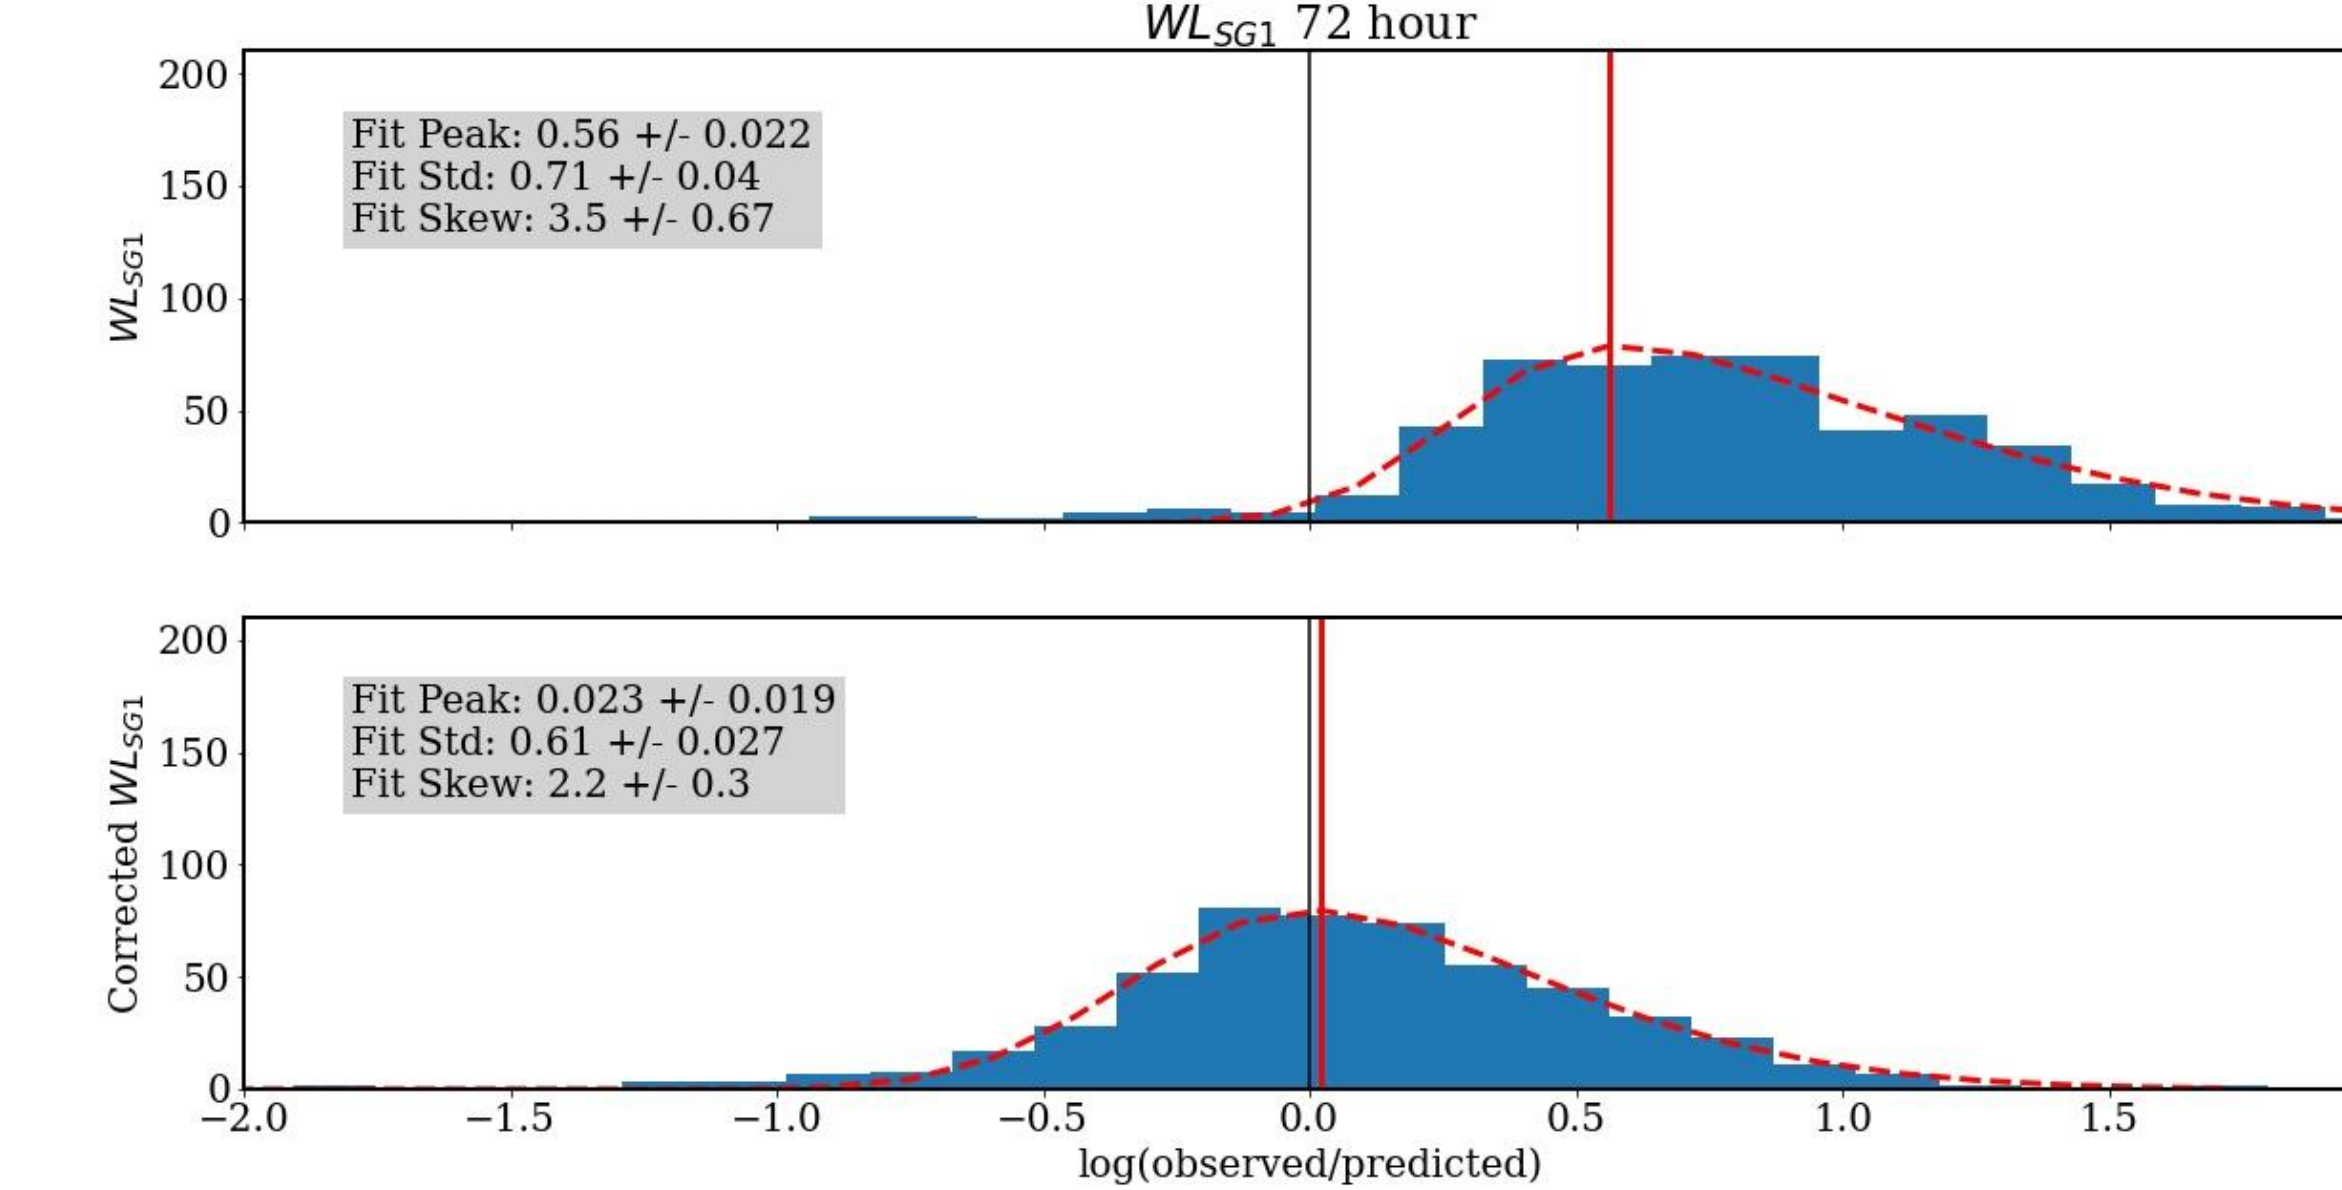 WL_SG1 72 hour
200
150
100
50
0
WL_SG1
Fit Peak: 0.56 +/- 0.022
Fit Std: 0.71 +/- 0.04
Fit Skew: 3.5 +/- 0.67
200
150
100
50
0
Corrected WL_SG1
Fit Peak: 0.023 +/- 0.019
Fit Std: 0.61 +/- 0.027
Fit Skew: 2.2 +/- 0.3
−2.0 −1.5 −1.0 −0.5 0.0 0.5 1.0 1.5
log(observed/predicted)